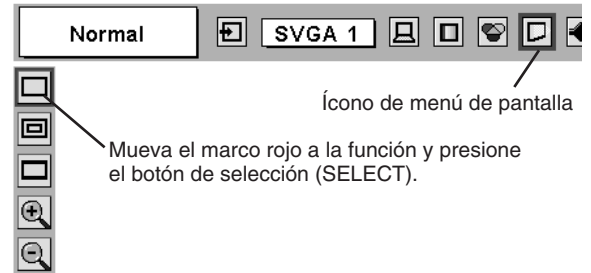 Normal
SVGA 1
Ícono de menú de pantalla
Mueva el marco rojo a la función y presione
el botón de selección (SELECT).